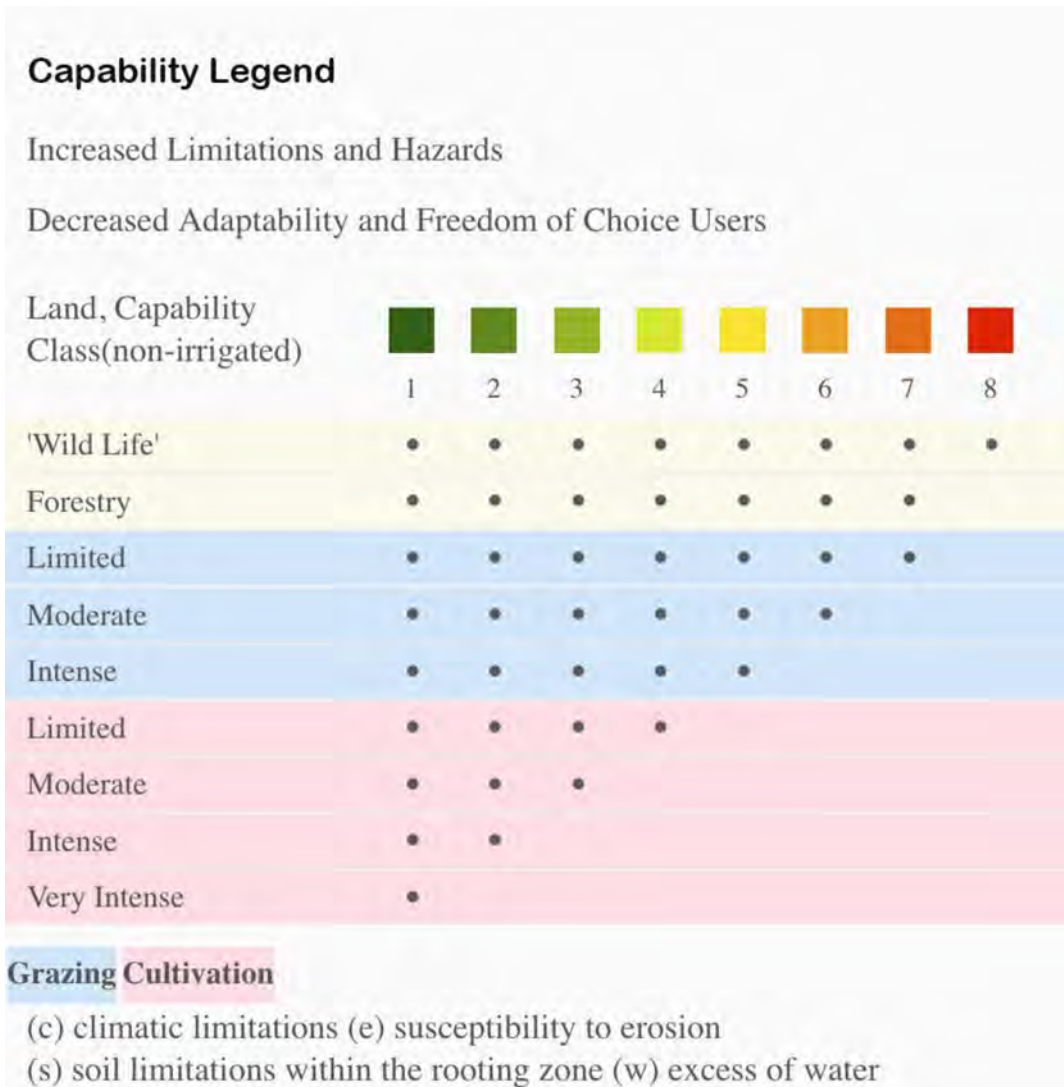 Capability Legend
Increased Limitations and Hazards
Decreased Adaptability and Freedom of Choice Users
Land, Capability
Class(non-irrigated)
1 2 3 4 5 6 7 8
'Wild Life'
Forestry
Limited
Moderate
Intense
Limited
Moderate
Intense
Very Intense
Grazing Cultivation
(c) climatic limitations (e) susceptibility to erosion
(s) soil limitations within the rooting zone (w) excess of water